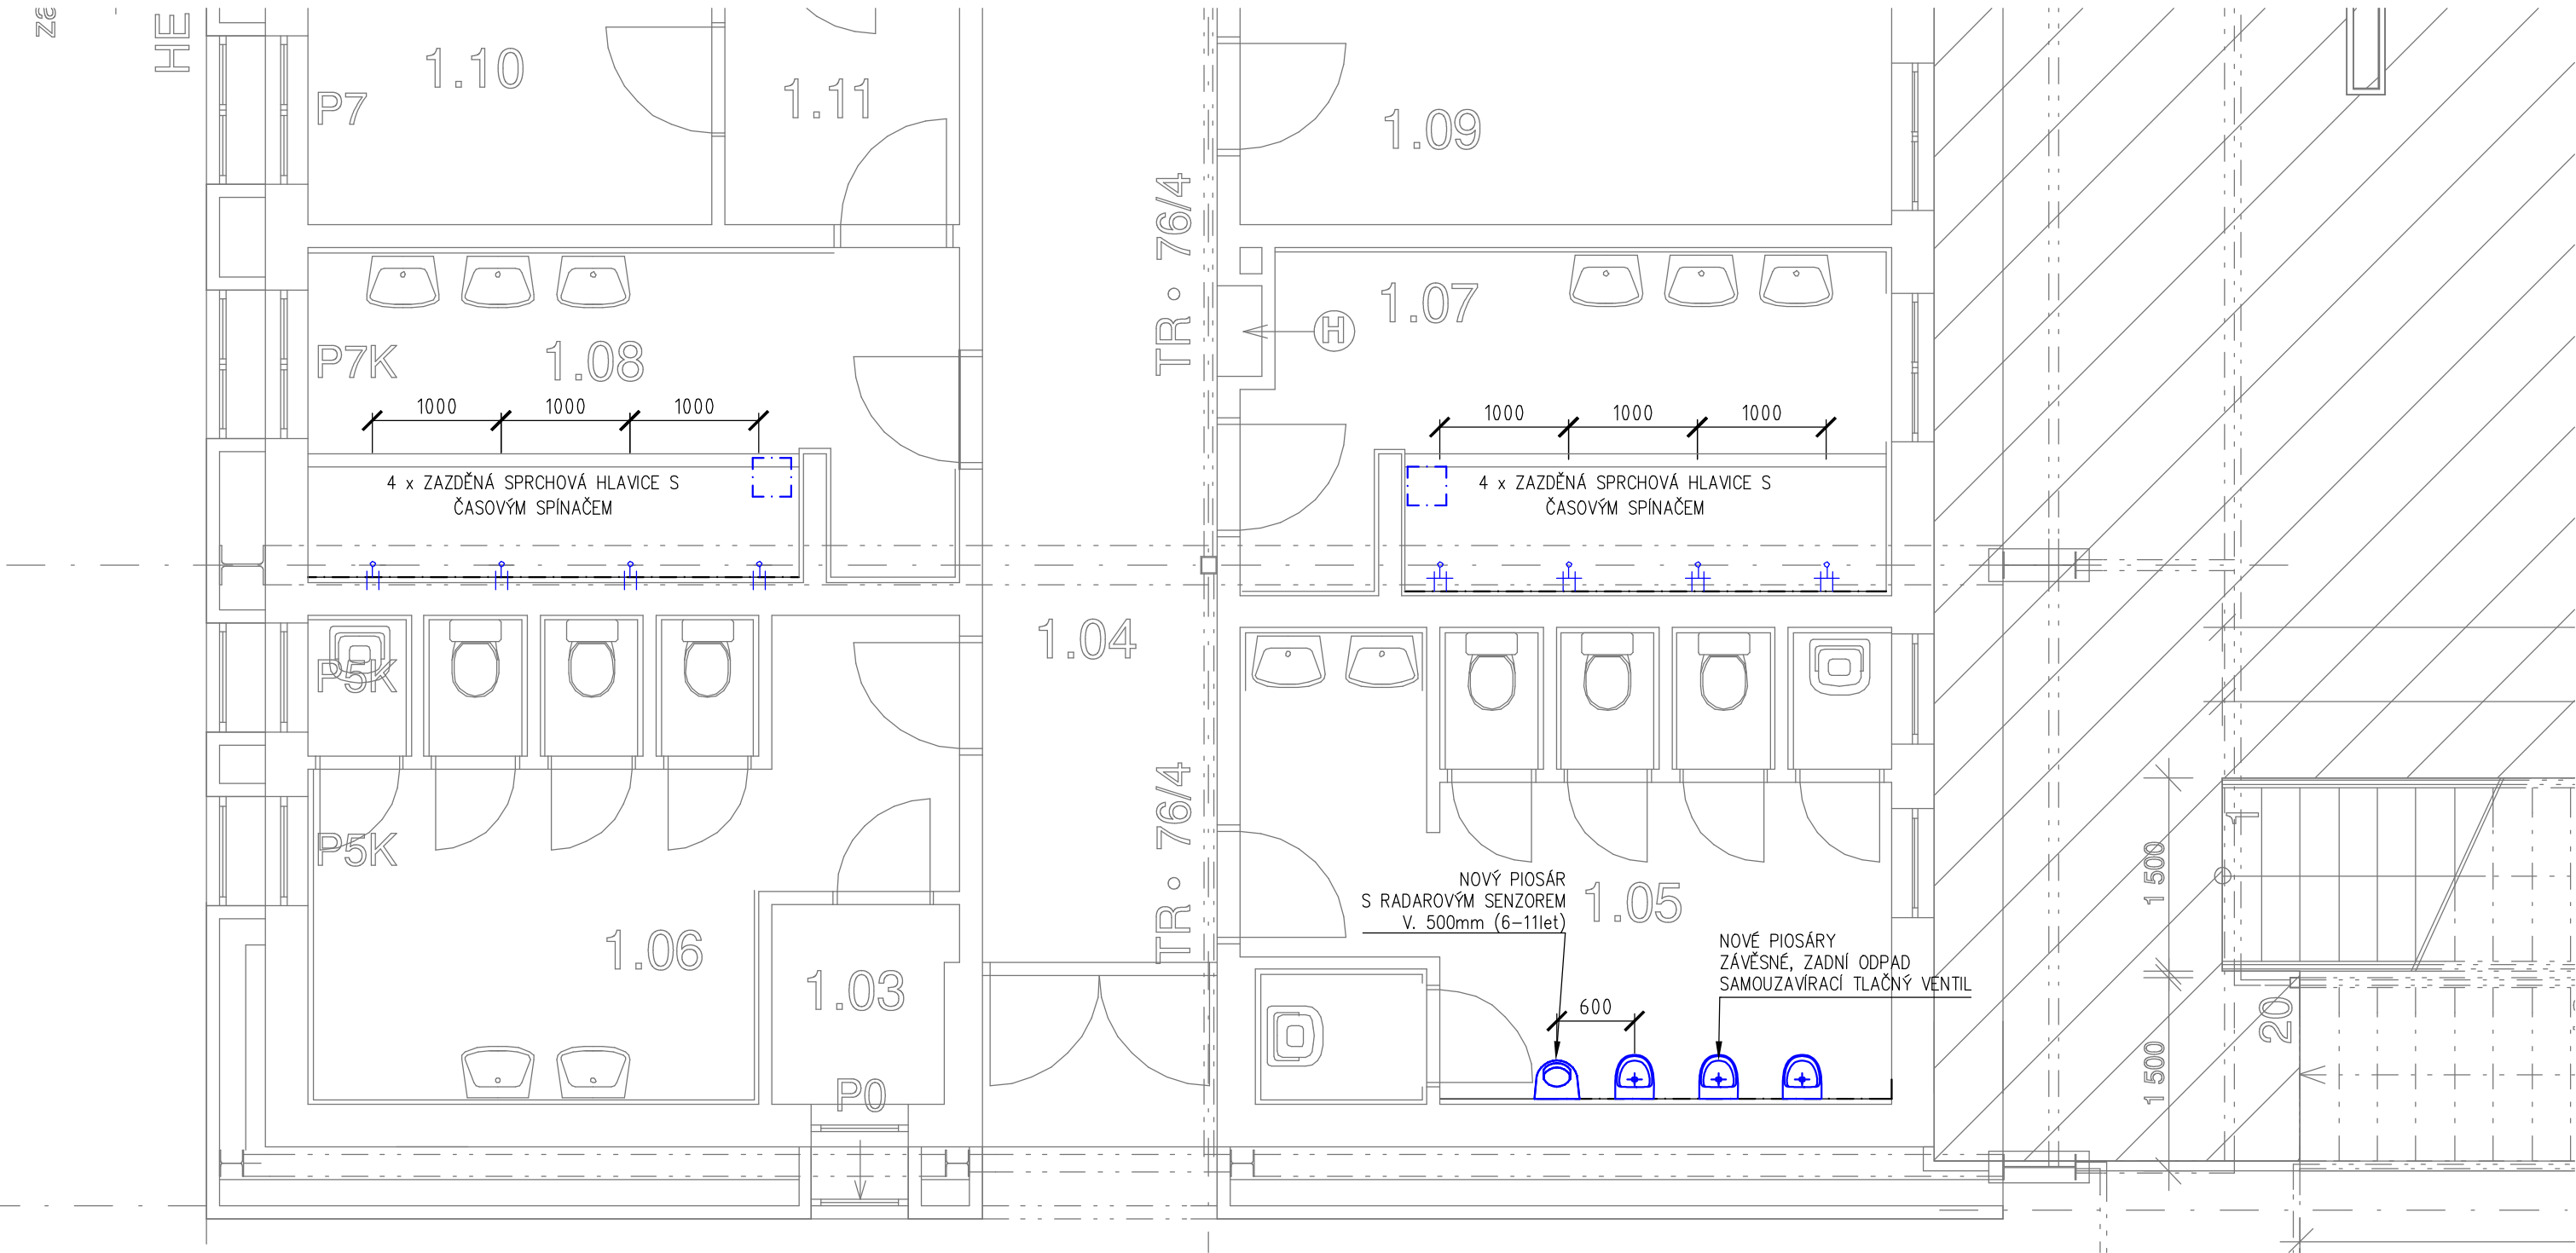 HE
1.10
1.11
P7
1.09
TR• 76/4
1.07
H
P7K
1.08
1000
1000
1000
1000
1000
1000
4 x ZAZDĚNÁ SPRCHOVÁ HLAVICE S
ČASOVÝM SPÍNAČEM
4 x ZAZDĚNÁ SPRCHOVÁ HLAVICE S
ČASOVÝM SPÍNAČEM
1.04
P5K
P5K
TR• 76/4
NOVÝ PIOSÁR
S RADAROVÝM SENZOREM
V. 500mm (6-11let)
1.05
NOVÉ PIOSÁRY
ZÁVĚSNÉ, ZADNÍ ODPAD
SAMOUZAVÍRACÍ TLAČNÝ VENTIL
600
1.06
1.03
P0
1
1 500
20
1 500